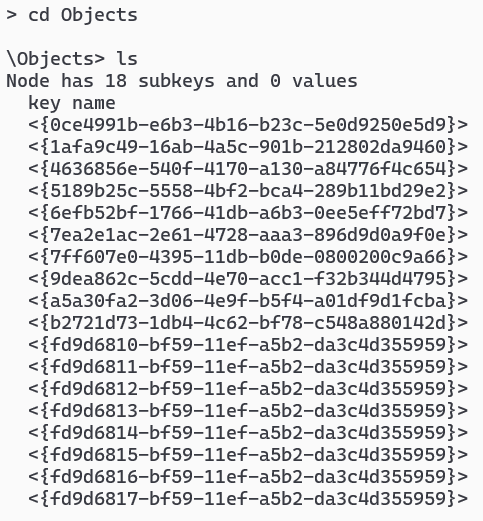 > cd Objects
\Objects> ls
Node has 18 subkeys and 0 values
key name
<{0ce4991b-e6b3-4b16-b23c-5e0d9250e5d9}>
<{1afa9c49-16ab-4a5c-901b-212802da9460}>
<{4636856e-540f-4170-a130-a84776f4c654}>
<{5189b25c-5558-4bf2-bca4-289b11bd29e2}>
<{6efb52bf-1766-41db-a6b3-0ee5eff72bd7}>
<{7ea2e1ac-2e61-4728-aaa3-896d9d0a9f0e}>
<{7ff607e0-4395-11db-b0de-0800200c9a66}>
<{9dea862c-5cdd-4e70-acc1-f32b344d4795}>
<{a5a30fa2-3d06-4e9f-b5f4-a01df9d1fcba}>
<{b2721d73-1db4-4c62-bf78-c548a880142d}>
<{fd9d6810-bf59-11ef-a5b2-da3c4d355959}>
<{fd9d6811-bf59-11ef-a5b2-da3c4d355959}>
<{fd9d6812-bf59-11ef-a5b2-da3c4d355959}>
<{fd9d6813-bf59-11ef-a5b2-da3c4d355959}>
<{fd9d6814-bf59-11ef-a5b2-da3c4d355959}>
<{fd9d6815-bf59-11ef-a5b2-da3c4d355959}>
<{fd9d6816-bf59-11ef-a5b2-da3c4d355959}>
<{fd9d6817-bf59-11ef-a5b2-da3c4d355959}>